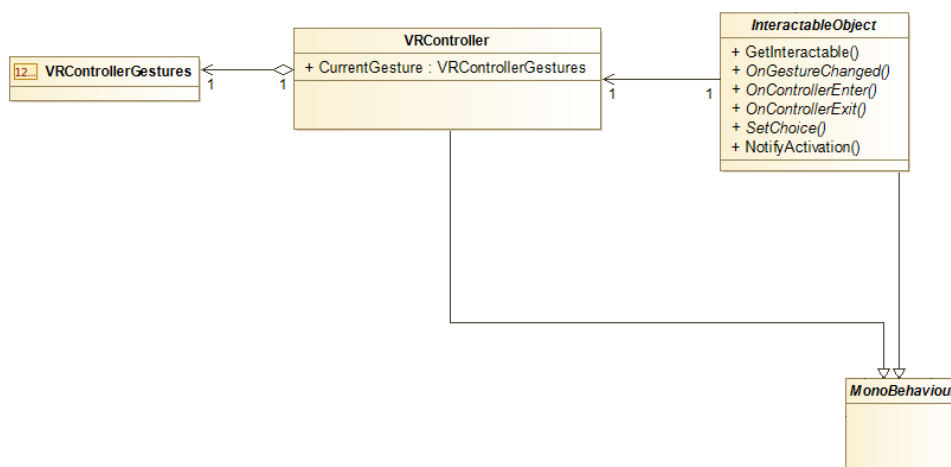 12... VRControllerGestures
1
VRController
+ CurrentGesture : VRControllerGestures
1
InteractableObject
+ GetInteractable()
+ OnGestureChanged()
+ OnControllerEnter()
+ OnControllerExit()
+ SetChoice()
+ NotifyActivation()
1
1
MonoBehaviou